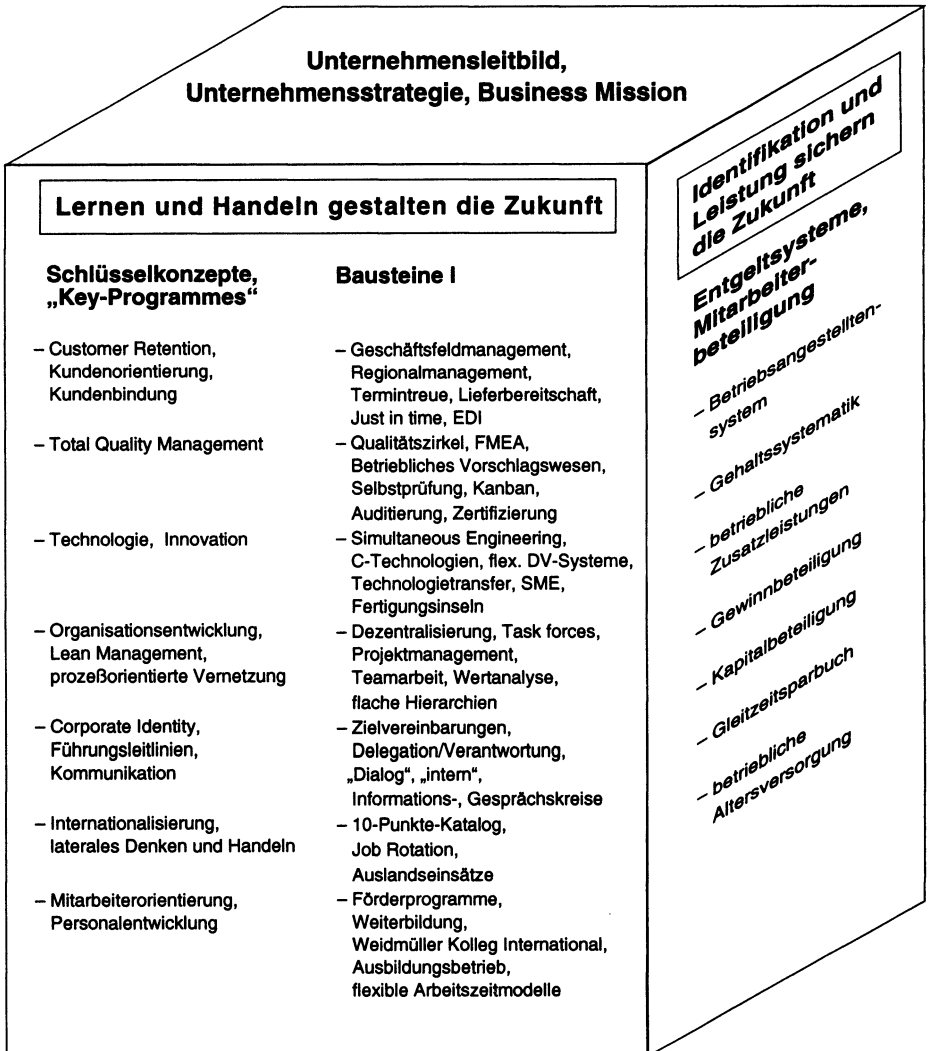 Unternehmensleitbild,
Unternehmensstrategie, Business Mission
Lernen und Handeln gestalten die Zukunft
Schlüsselkonzepte,
„Key-Programmes“
– Customer Retention,
Kundenorientierung,
Kundenbindung
– Total Quality Management
– Technologie, Innovation
– Organisationsentwicklung,
Lean Management,
prozeßorientierte Vernetzung
– Corporate Identity,
Führungsleitlinien,
Kommunikation
– Internationalisierung,
laterales Denken und Handeln
– Mitarbeiterorientierung,
Personalentwicklung
Bausteine I
– Geschäftsfeldmanagement,
Regionalmanagement,
Termintreue, Lieferbereitschaft,
Just in time, EDI
– Qualitätszirkel, FMEA,
Betriebliches Vorschlagswesen,
Selbstprüfung, Kanban,
Auditierung, Zertifizierung
– Simultaneous Engineering,
C-Technologien, flex. DV-Systeme,
Technologietransfer, SME,
Fertigungsinseln
– Dezentralisierung, Task forces,
Projektmanagement,
Teamarbeit, Wertanalyse,
flache Hierarchien
– Zielvereinbarungen,
Delegation/Verantwortung,
„Dialog“, „intern“,
Informations-, Gesprächskreise
– 10-Punkte-Katalog,
Job Rotation,
Auslandseinsätze
– Förderprogramme,
Weiterbildung,
Weidmüller Kolleg International,
Ausbildungsbetrieb,
flexible Arbeitszeitmodelle
Identifikation und
Leistung sichern
die Zukunft
Entgeltsysteme,
Mitarbeiter-
beteiligung
– Betriebsangestellten-
system
– Gehaltssystematik
– betriebliche
Zusatzleistungen
– Gewinnbeteiligung
– Kapitalbeteiligung
– Gleitzeitsparbuch
– betriebliche
Altersversorgung